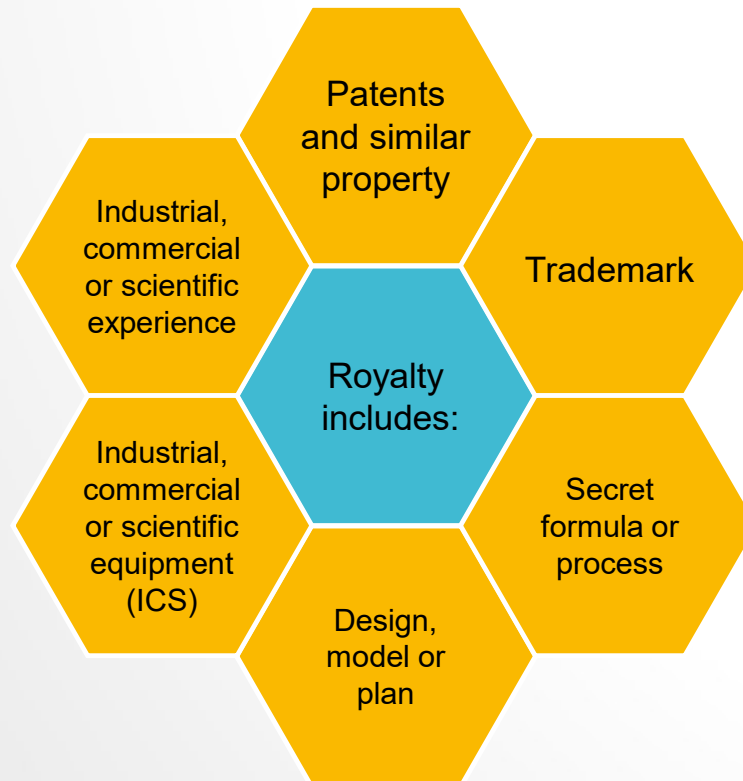 Patents
and similar
property
Industrial,
commercial
or scientific
experience
Trademark
Royalty
includes:
Industrial,
commercial
or scientific
equipment
(ICS)
Secret
formula or
process
Design,
model or
plan